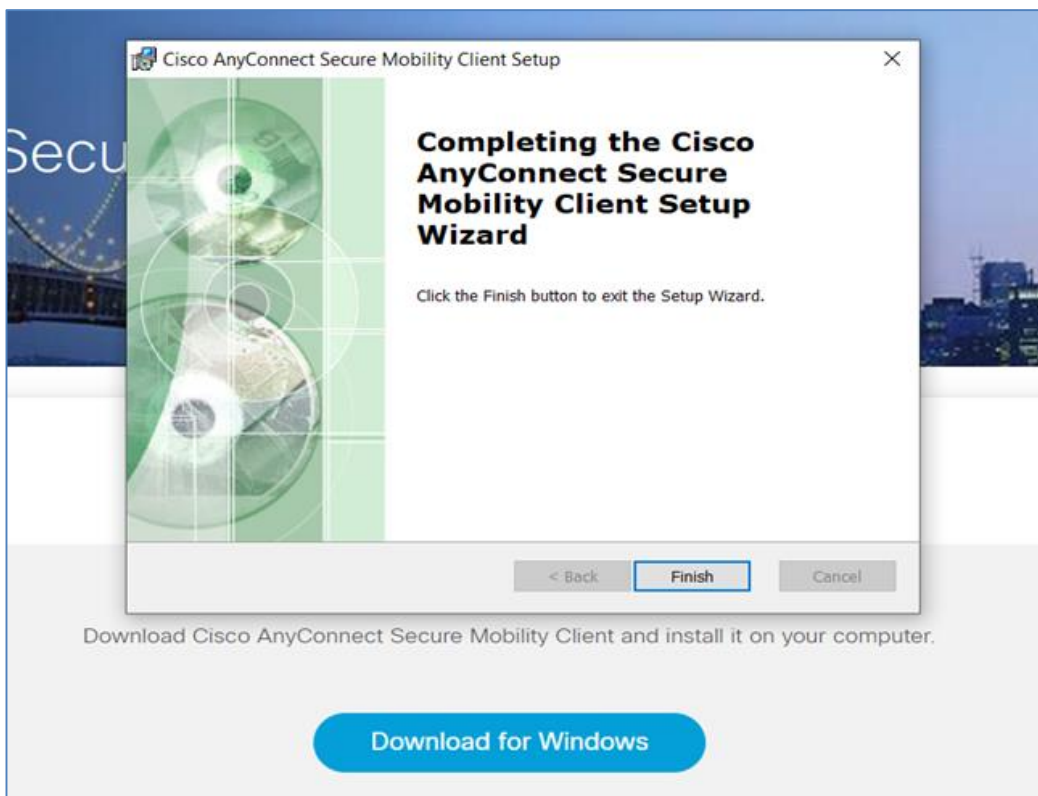 Cisco AnyConnect Secure Mobility Client Setup
Secu
Completing the Cisco
AnyConnect Secure
Mobility Client Setup
Wizard
Click the Finish button to exit the Setup Wizard.
< Back Finish Cancel
Download Cisco AnyConnect Secure Mobility Client and install it on your computer.
Download for Windows